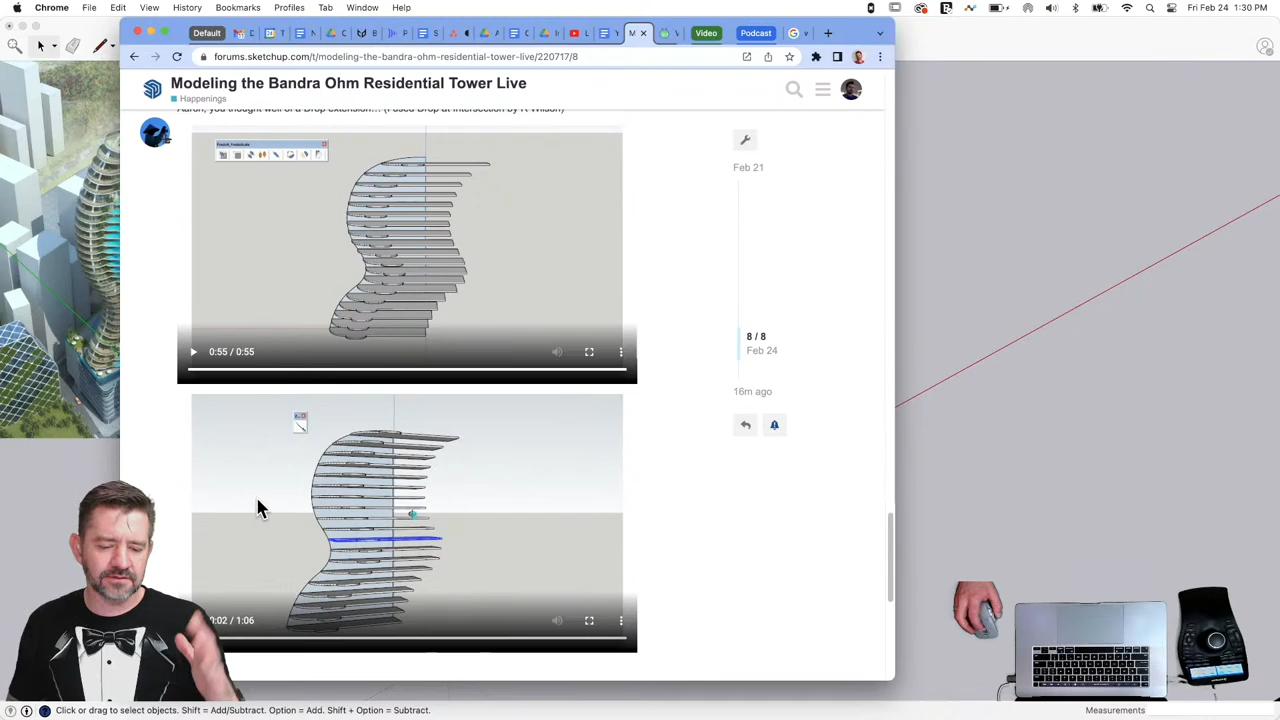 Chrome File Edit View History Bookmarks Profiles Tab Window Help Fri Feb 24 1:30 PM
Default Video Podcast
forums.sketchup.com/t/modeling-the-bandra-ohm-residential-tower-live/220717/8
Modeling the Bandra Ohm Residential Tower Live
Happenings
Feb 21
0:55 / 0:55
8 / 8
Feb 24
16m ago
0:02 / 1:06
Click or drag to select objects. Shift = Add/Subtract. Option = Add. Shift + Option = Subtract.
Measurements